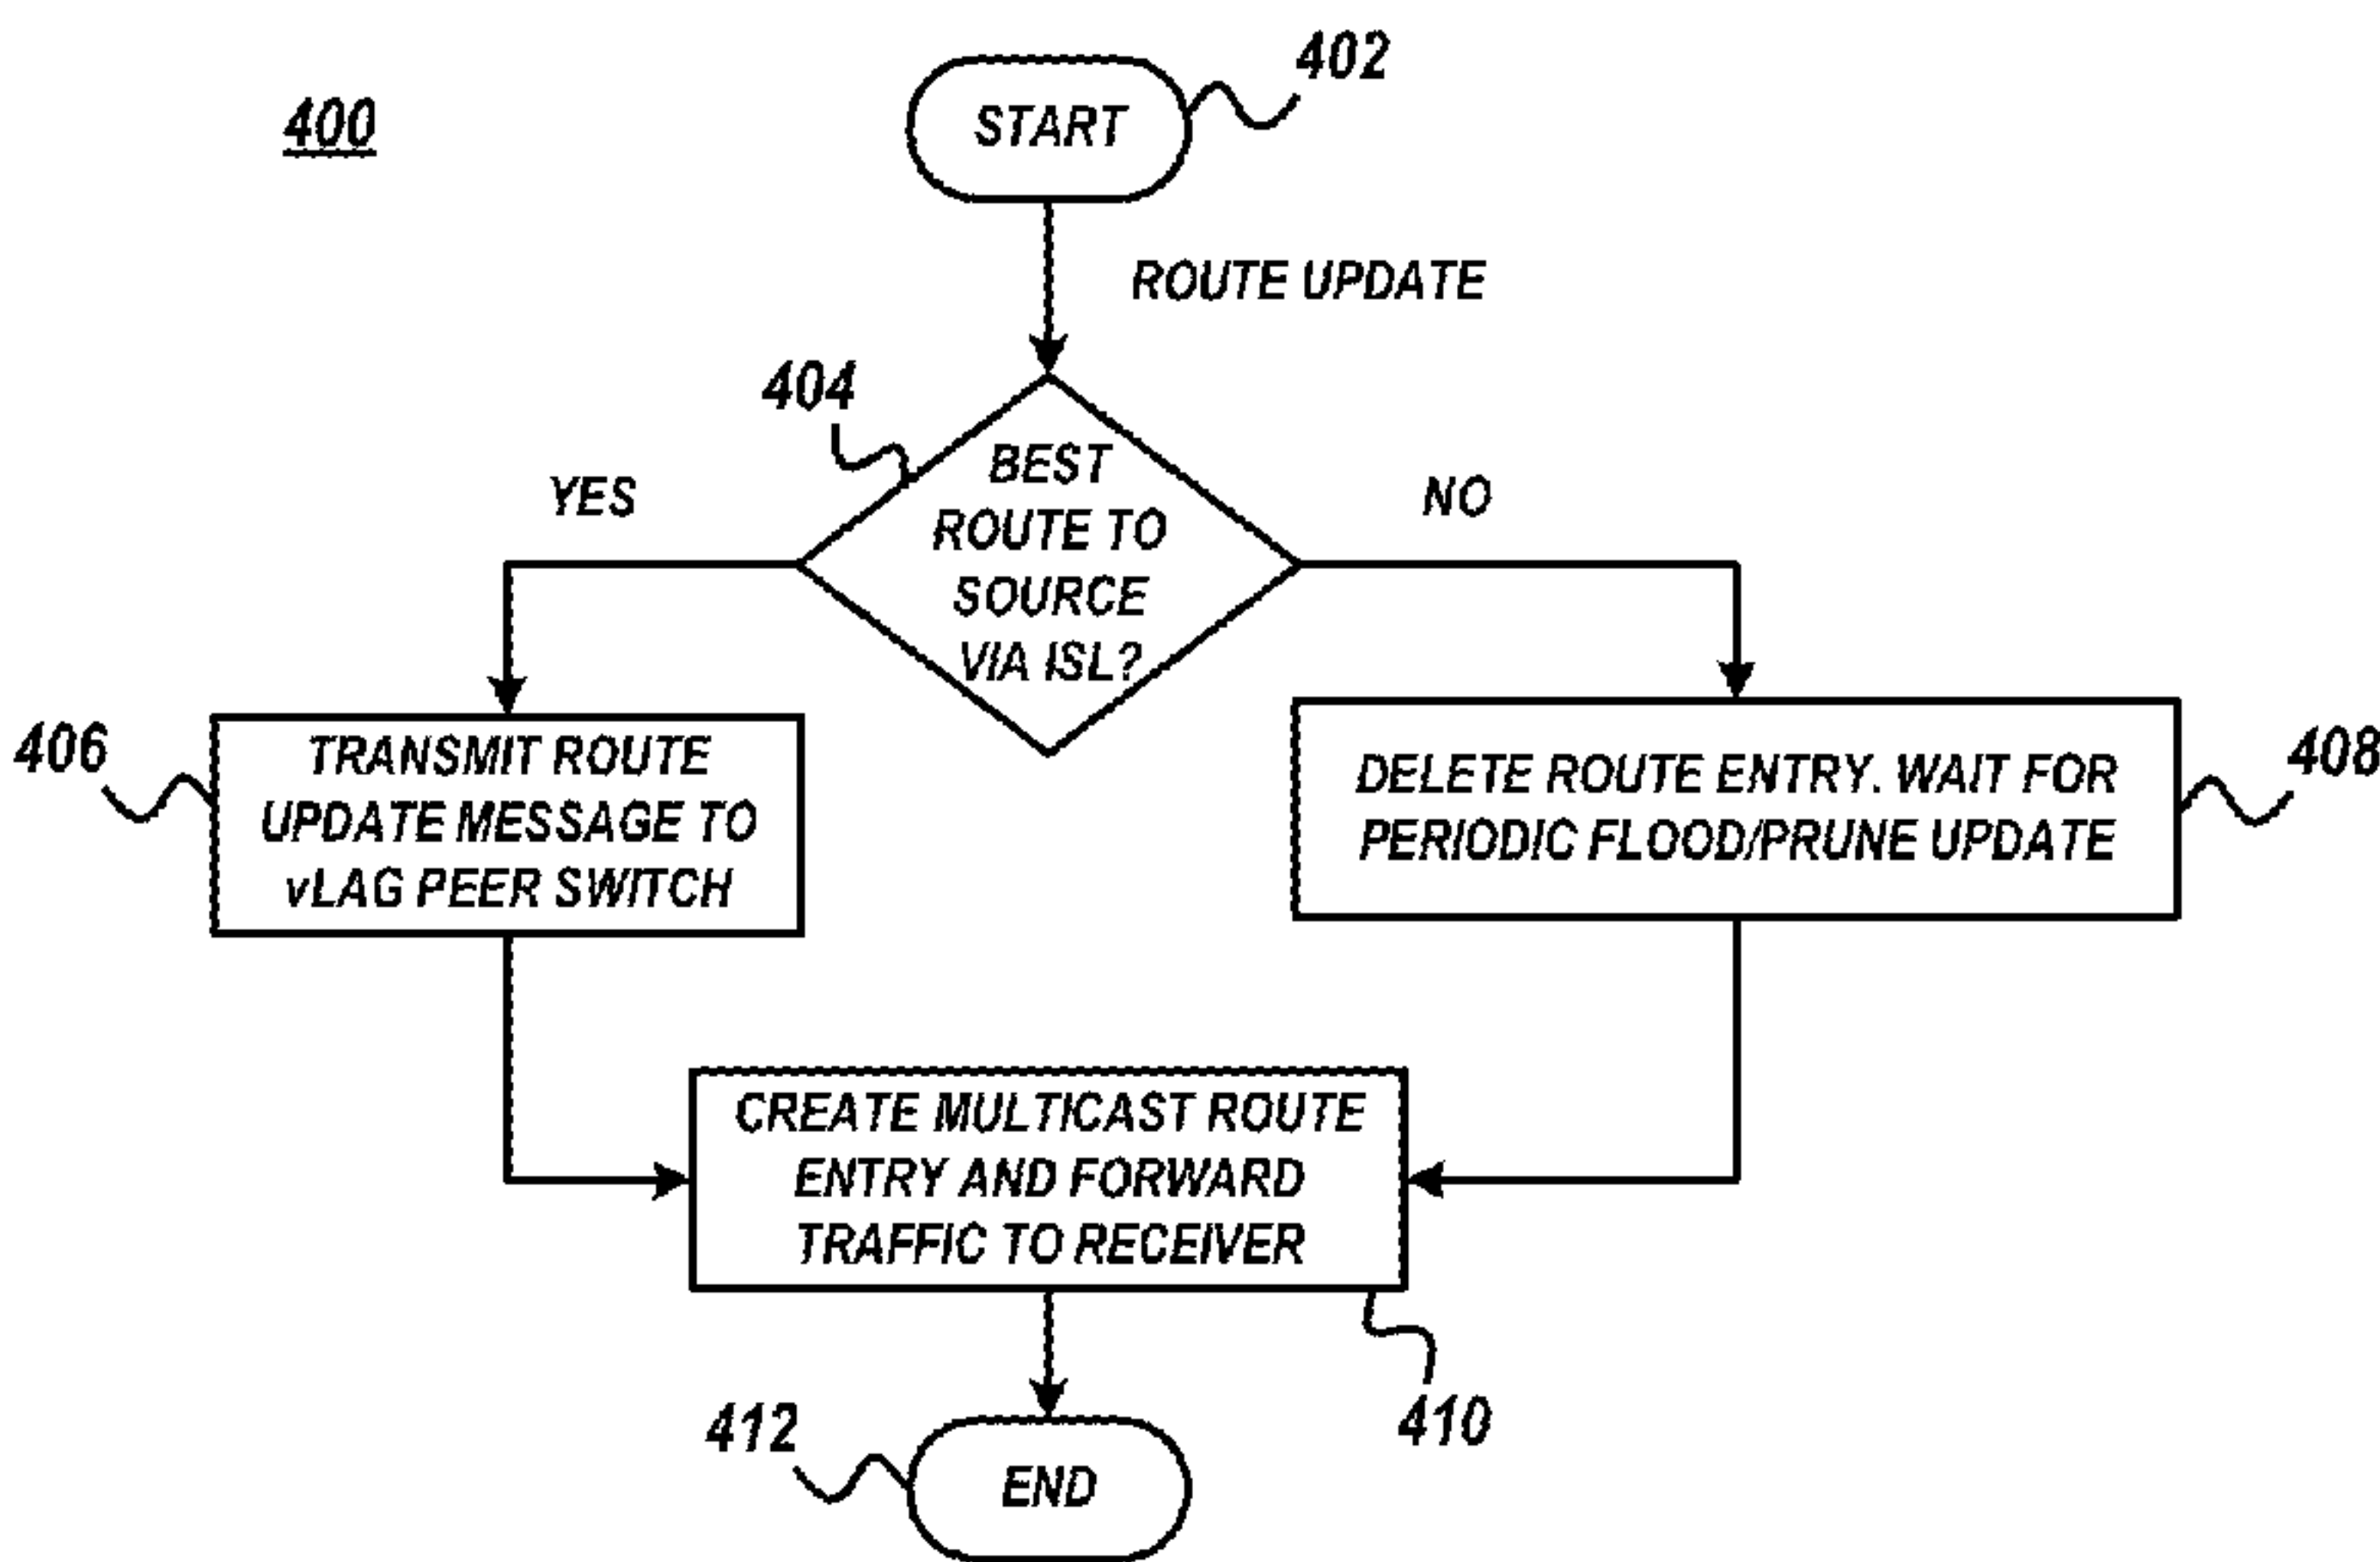 402
400
START
ROUTE UPDATE
404
BEST
ROUTE TO
SOURCE
VIA ISL?
YES
NO
406
TRANSMIT ROUTE
UPDATE MESSAGE TO
vLAG PEER SWITCH
408
DELETE ROUTE ENTRY. WAIT FOR
PERIODIC FLOOD/PRUNE UPDATE
CREATE MULTICAST ROUTE
ENTRY AND FORWARD
TRAFFIC TO RECEIVER
410
412
END